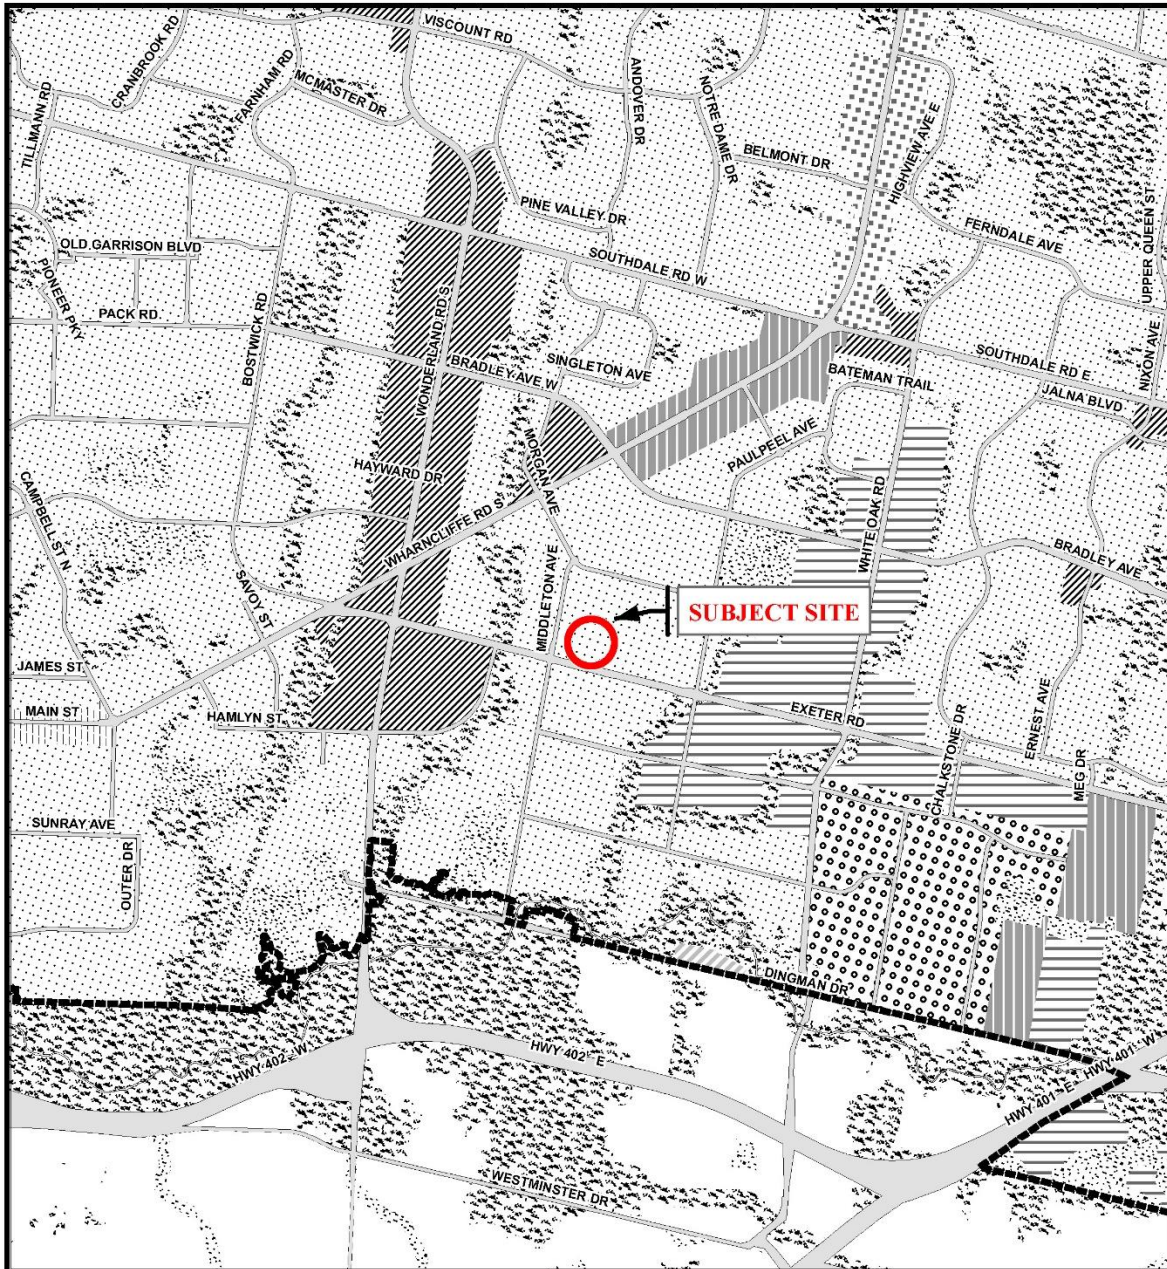 VISCOUNT RD
CRANBROOK RD
FARNHAM RD
MCMASTER DR
TILLMANN RD
ANDOVER DR
NOTRE DAME DR
BELMONT DR
HIGHVIEW AVE E
PINE VALLEY DR
FERNDALE AVE
UPPER QUEEN ST
OLD GARRISON BLVD
PIONEER PKY
SOUTHDALE RD W
PACK RD
BOSTWICK RD
WONDERLAND RD S
BRADLEY AVE W
SINGLETON AVE
BATEMAN TRAIL
SOUTHDALE RD E
NIXON AVE
JALNA BLVD
MORGAN AVE
PAULPEEL AVE
HAYWARD DR
WHARNCLIFFE RD S
CAMPBELL ST N
WHITE OAK RD
BRADLEY AVE
SAVOY ST
MIDDLETON AVE
SUBJECT SITE
JAMES ST
MAIN ST
HAMLYN ST
EXETER RD
CHALKSTONE DR
ERNEST AVE
MEG DR
SUNRAY AVE
OUTER DR
DINGMAN DR
HWY 402 - W
HWY 402 - E
HWY 401 - E
HWY 401 - W
WESTMINSTER DR